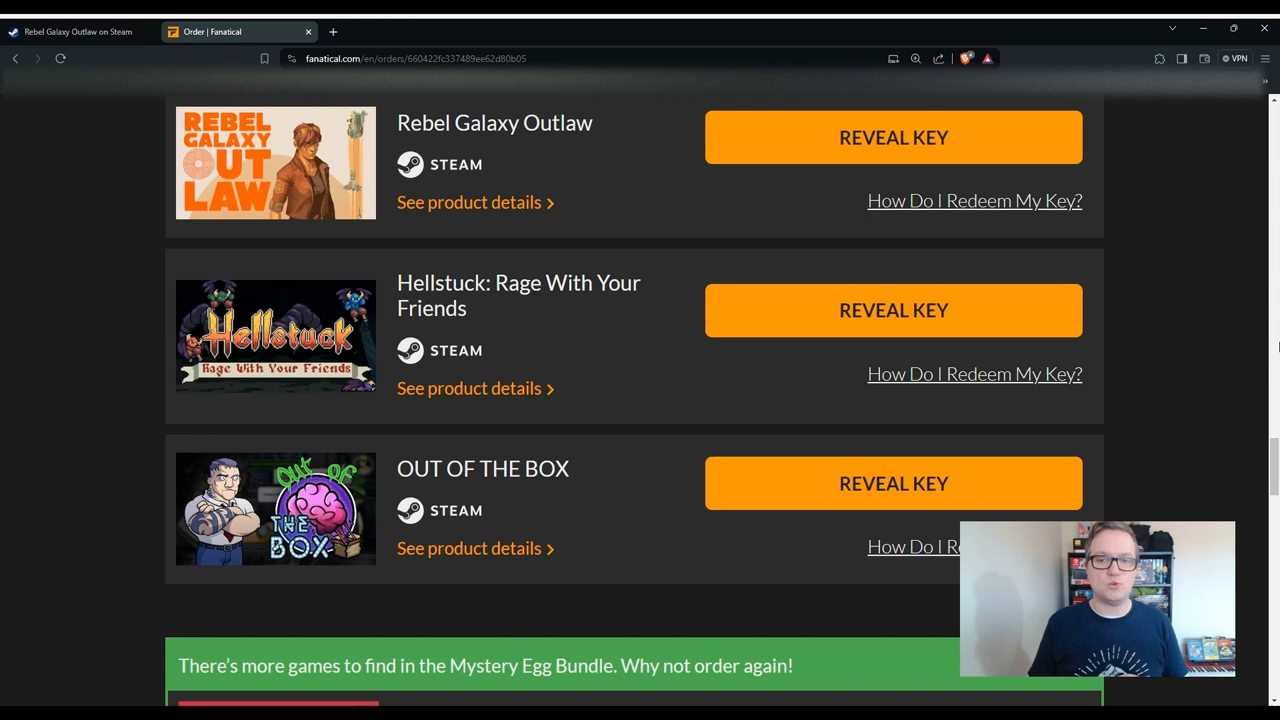 Rebel Galaxy Outlaw on Steam
Order | Fanatical
fanatical.com/en/orders/660422fc337489ee62d80b05
VPN
REBEL
GALAXY
OUT
LAW
Rebel Galaxy Outlaw
STEAM
See product details >
REVEAL KEY
How Do I Redeem My Key?
Hellstuck
Rage With Your Friends
Hellstuck: Rage With Your
Friends
STEAM
See product details >
REVEAL KEY
How Do I Redeem My Key?
OUT OF
THE
BOX
OUT OF THE BOX
STEAM
See product details >
REVEAL KEY
How Do I R
There's more games to find in the Mystery Egg Bundle. Why not order again!